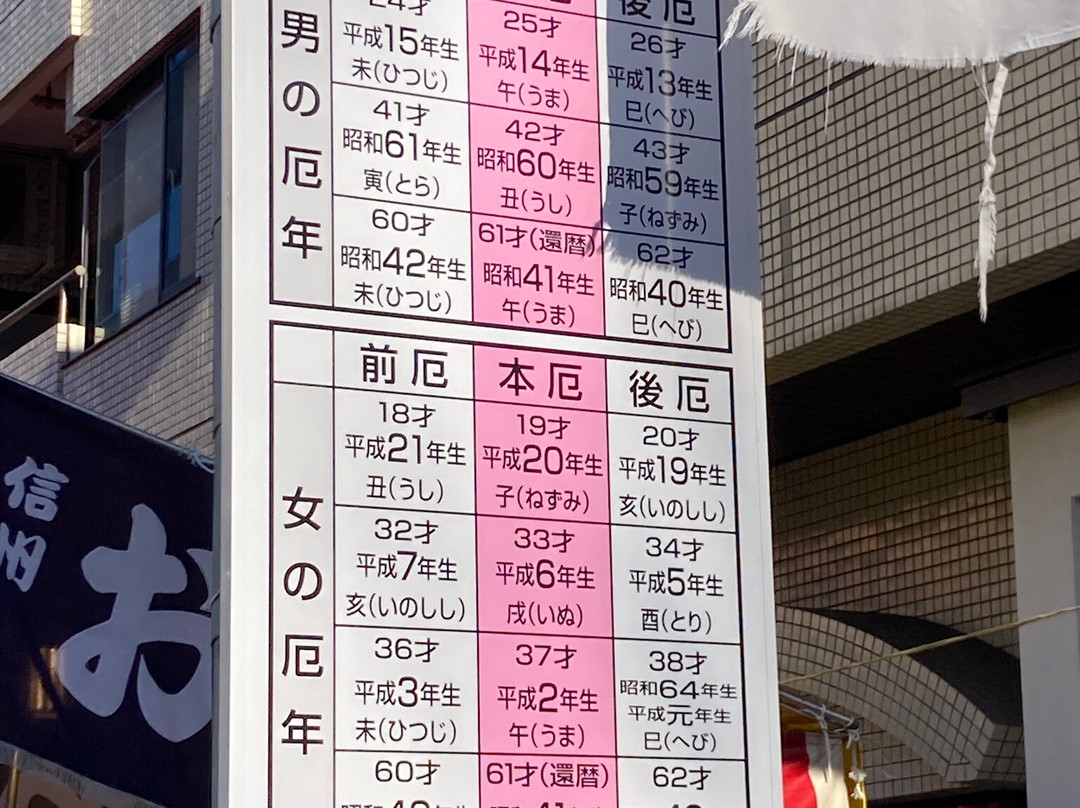 男の厄年
後厄
24才
平成15年生
未(ひつじ)
25才
平成14年生
午(うま)
26才
平成13年生
巳(へび)
41才
昭和61年生
寅(とら)
42才
昭和60年生
丑(うし)
43才
昭和59年生
子(ねずみ)
60才
昭和42年生
未(ひつじ)
61才(還暦)
昭和41年生
午(うま)
62才
昭和40年生
巳(へび)
女の厄年
前厄
本厄
後厄
18才
平成21年生
丑(うし)
19才
平成20年生
子(ねずみ)
20才
平成19年生
亥(いのしし)
32才
平成7年生
亥(いのしし)
33才
平成6年生
戌(いぬ)
34才
平成5年生
酉(とり)
36才
平成3年生
未(ひつじ)
37才
平成2年生
午(うま)
38才
昭和64年生
平成元年生
巳(へび)
60才
61才(還暦)
62才
信州
お